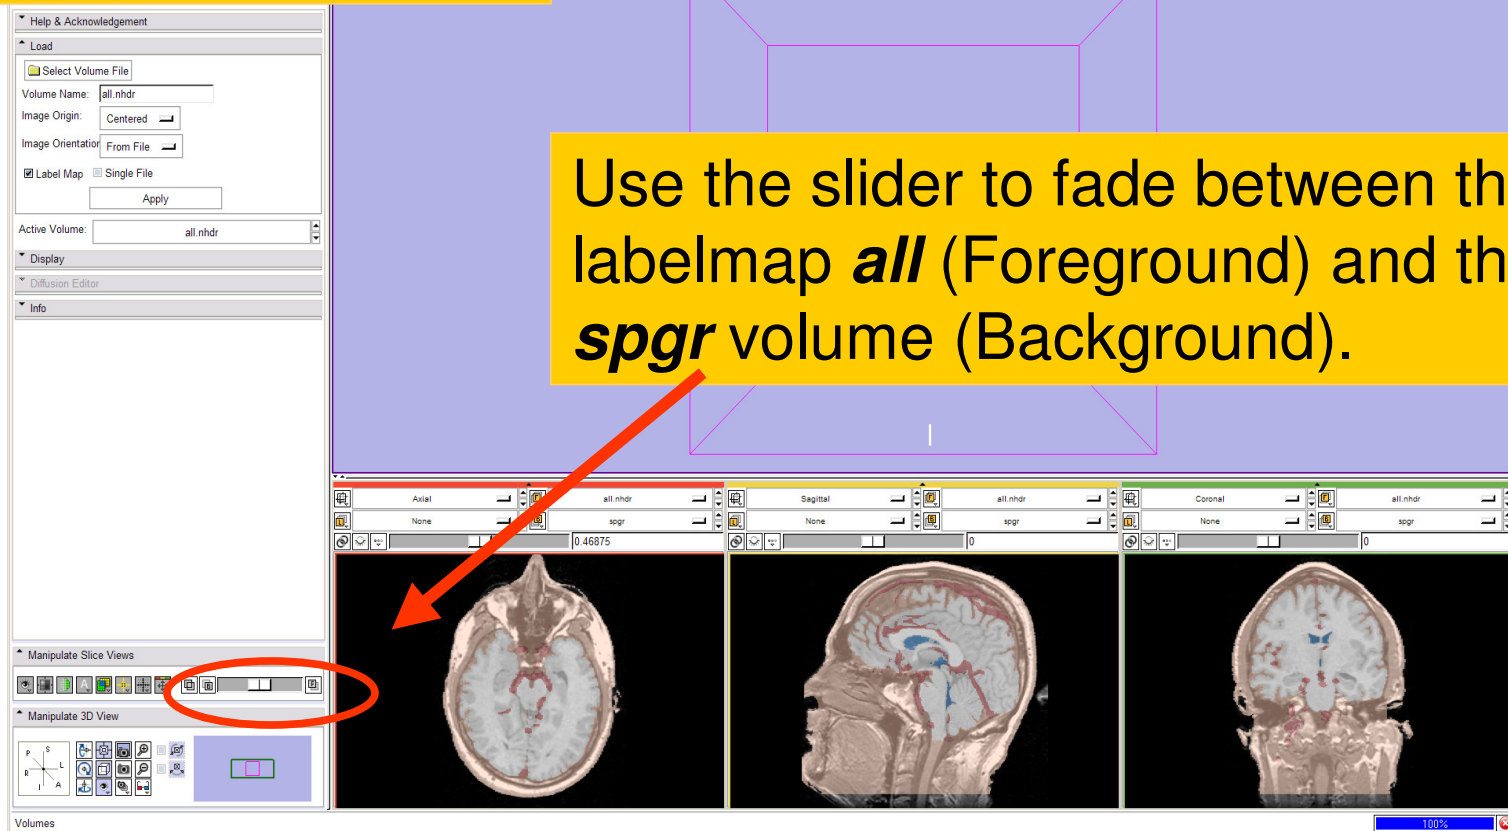 Help & Acknowledgement
Load
Select Volume File
Volume Name: all.nhdr
Image Origin: Centered
Image Orientation From File
Label Map Single File
Apply
Active Volume: all.nhdr
Display
Diffusion Editor
Info
Use the slider to fade between th
labelmap all (Foreground) and th
spgr volume (Background).
Axial all.nhdr Sagittal all.nhdr Coronal all.nhdr
None spgr None spgr None spgr
0.46875 0 0
Manipulate Slice Views
Manipulate 3D View
P S
R L
I A
Volumes
100%